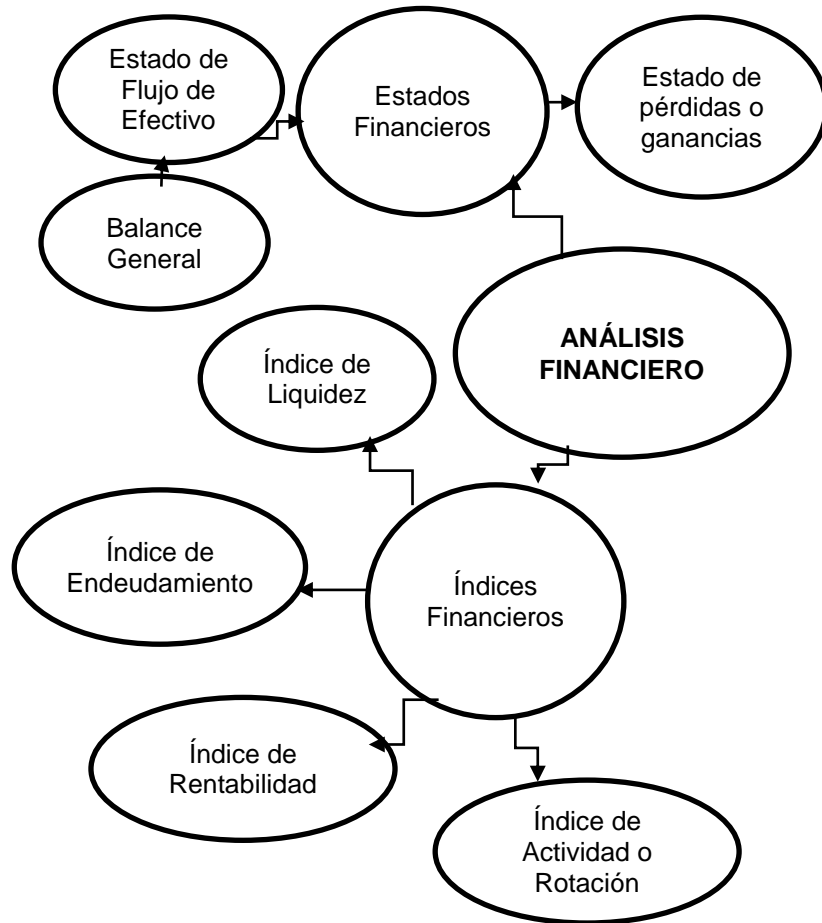 Estado de
Flujo de
Efectivo
Estados
Financieros
Estado de
pérdidas o
ganancias
Balance
General
ANÁLISIS
FINANCIERO
Índice de
Liquidez
Índice de
Endeudamiento
Índices
Financieros
Índice de
Rentabilidad
Índice de
Actividad o
Rotación